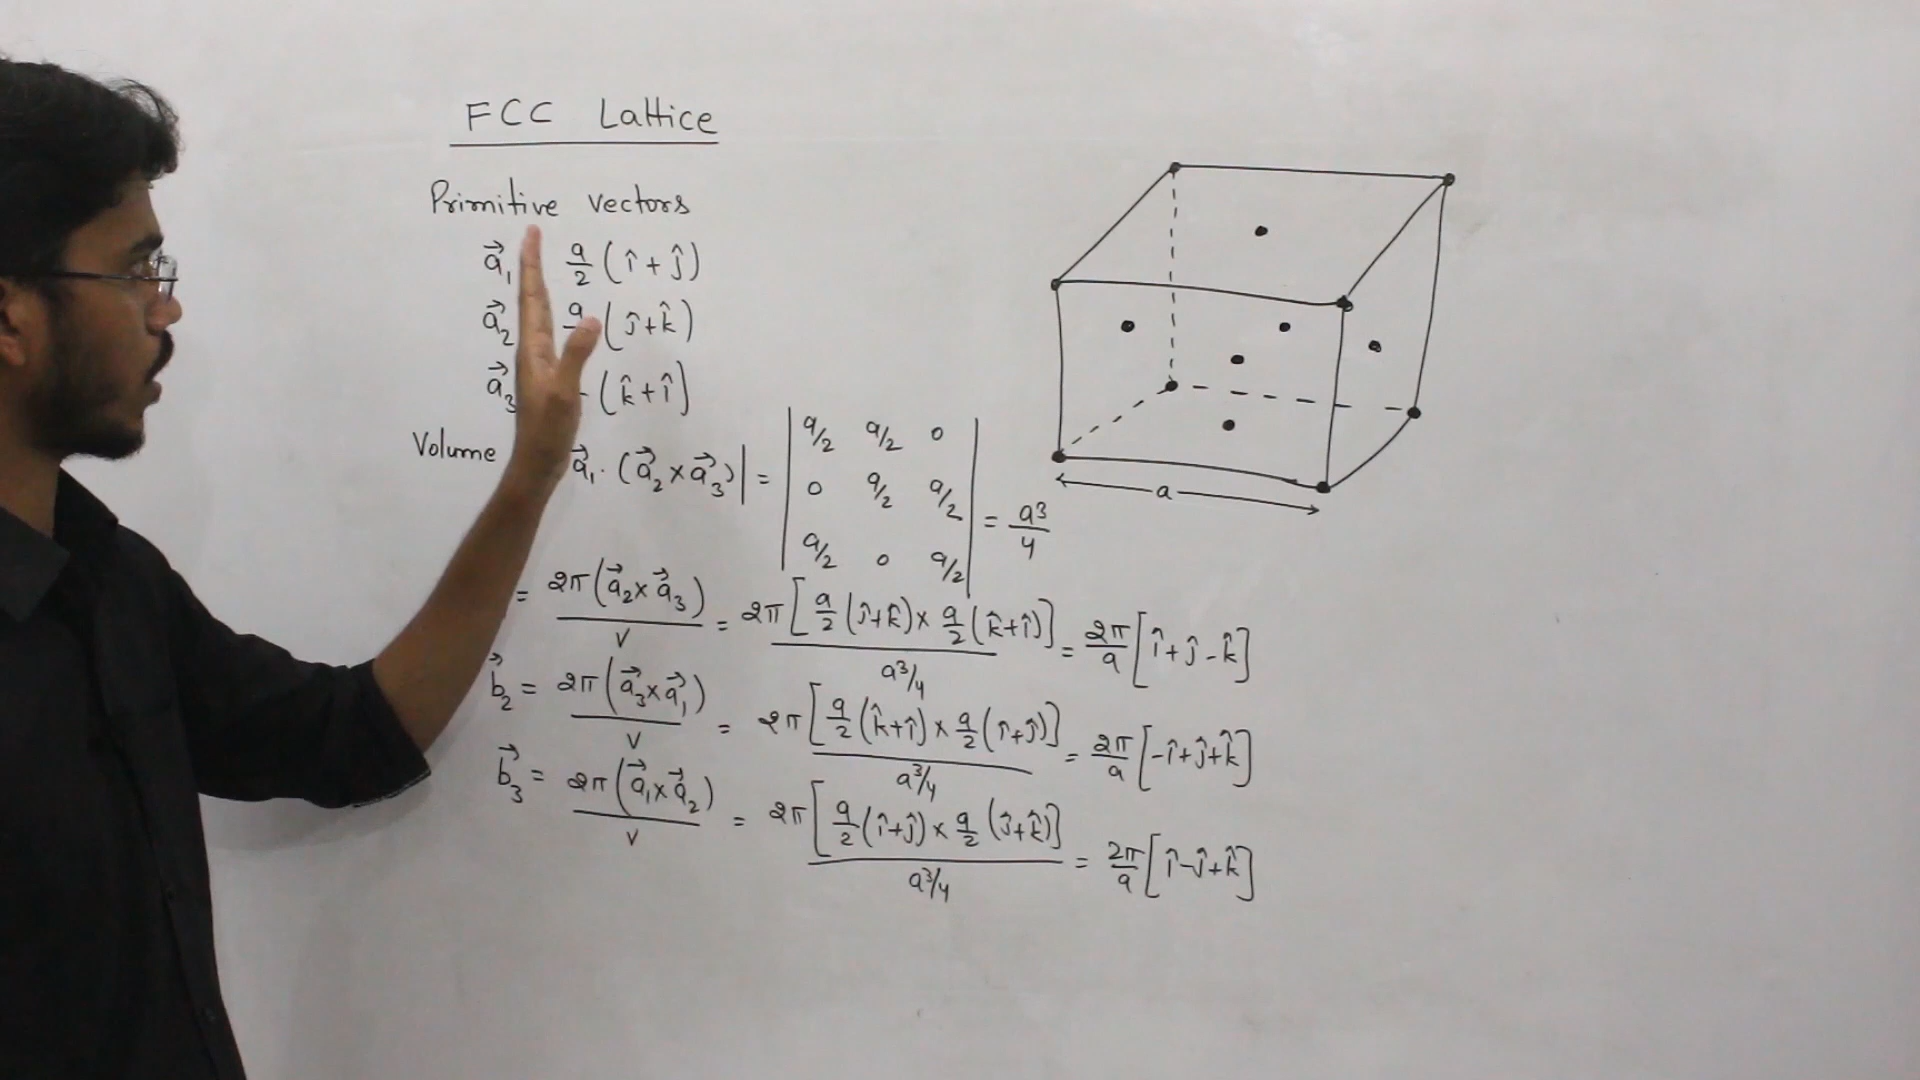 FCC Lattice
Primitive vectors
a⃗₁ a/2 (î + ĵ)
a⃗₂ a (ĵ + k̂)
a⃗₃ (k̂ + î)
Volume a⃗₁ · (a⃗₂ × a⃗₃)| = | a/2 a/2 0 |
| 0 a/2 a/2 |
| a/2 0 a/2 | = a³/4
= 2π(a⃗₂ × a⃗₃)/V = 2π[a/2 (ĵ + k̂) × a/2 (k̂ + î)]/(a³/4) = 2π/a [î + ĵ - k̂]
b⃗₂ = 2π(a⃗₃ × a⃗₁)/V = 2π[a/2 (k̂ + î) × a/2 (î + ĵ)]/(a³/4) = 2π/a [-î + ĵ + k̂]
b⃗₃ = 2π(a⃗₁ × a⃗₂)/V = 2π[a/2 (î + ĵ) × a/2 (ĵ + k̂)]/(a³/4) = 2π/a [î - ĵ + k̂]
a